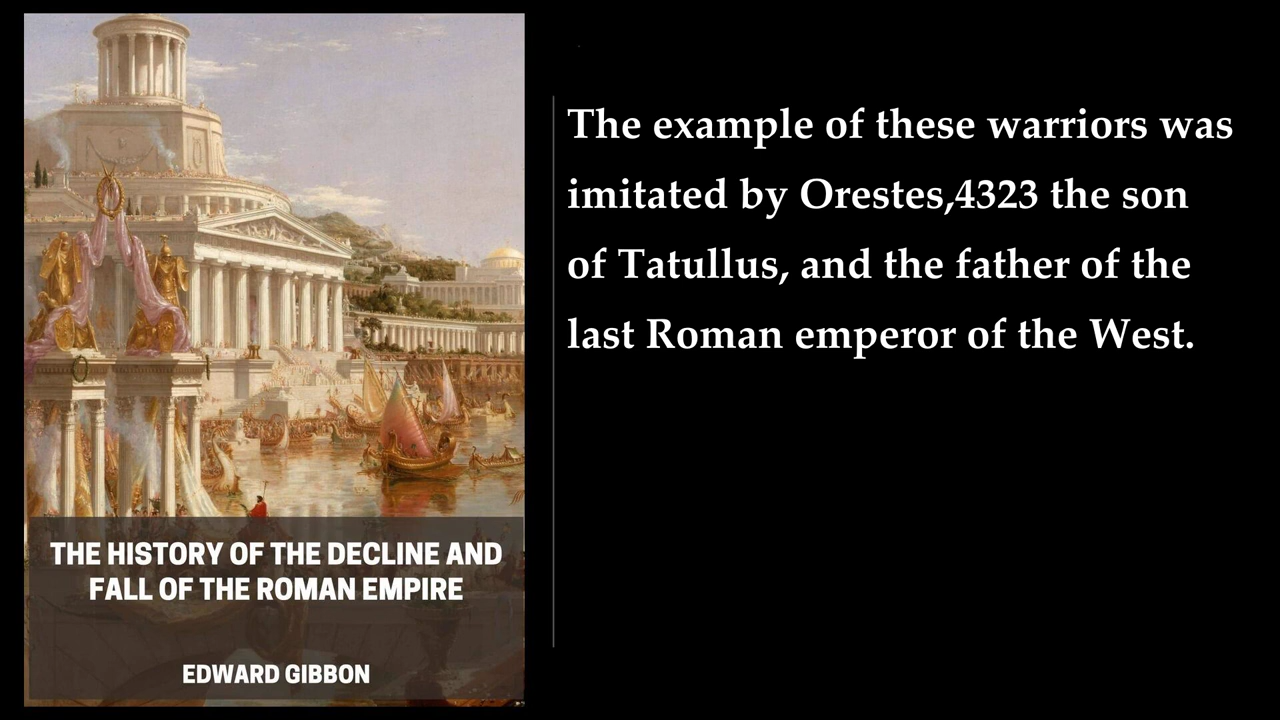 THE HISTORY OF THE DECLINE AND
FALL OF THE ROMAN EMPIRE
EDWARD GIBBON
The example of these warriors was
imitated by Orestes,4323 the son
of Tatullus, and the father of the
last Roman emperor of the West.